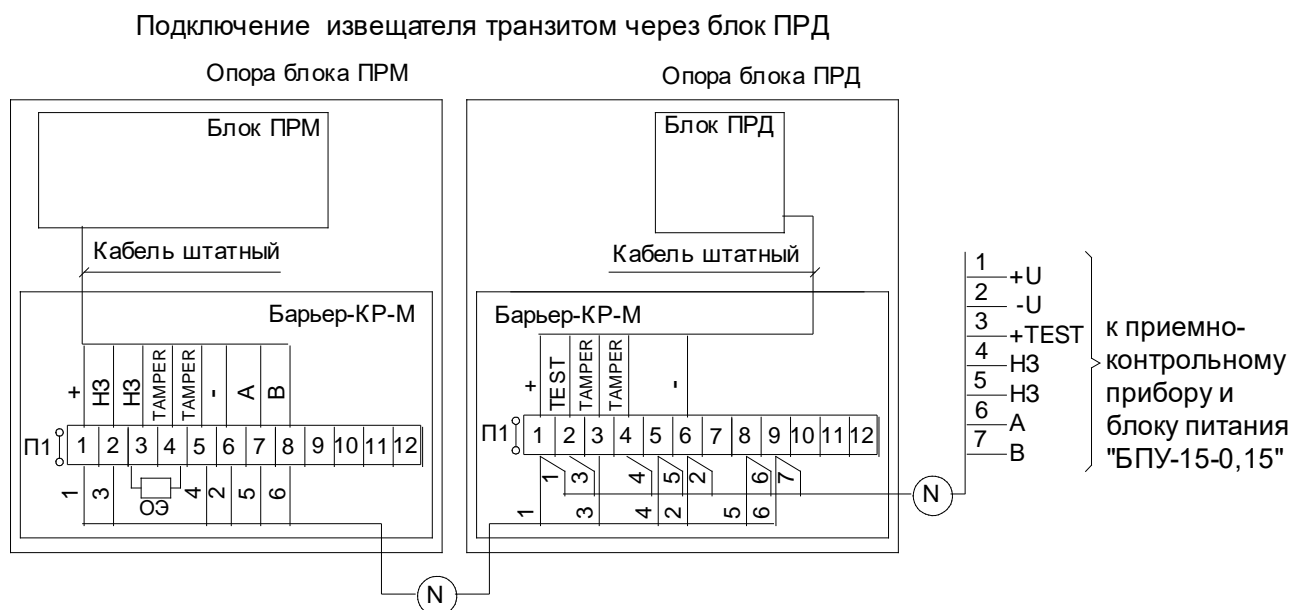 Подключение извещателя транзитом через блок ПРД
Опора блока ПРМ
Блок ПРМ
Кабель штатный
Барьер-КР-М
+ НЗ НЗ TAMPER TAMPER - А В
П1 1 2 3 4 5 6 7 8 9 10 11 12
1 3 ОЭ 4 2 5 6
Опора блока ПРД
Блок ПРД
Кабель штатный
Барьер-КР-М
+ TEST TAMPER TAMPER -
П1 1 2 3 4 5 6 7 8 9 10 11 12
1 3 4 5 2 6 7
1 3 4 2 5 6
N
N
1 +U
2 -U
3 +TEST
4 НЗ
5 НЗ
6 А
7 В
к приемно-
контрольному
прибору и
блоку питания
"БПУ-15-0,15"